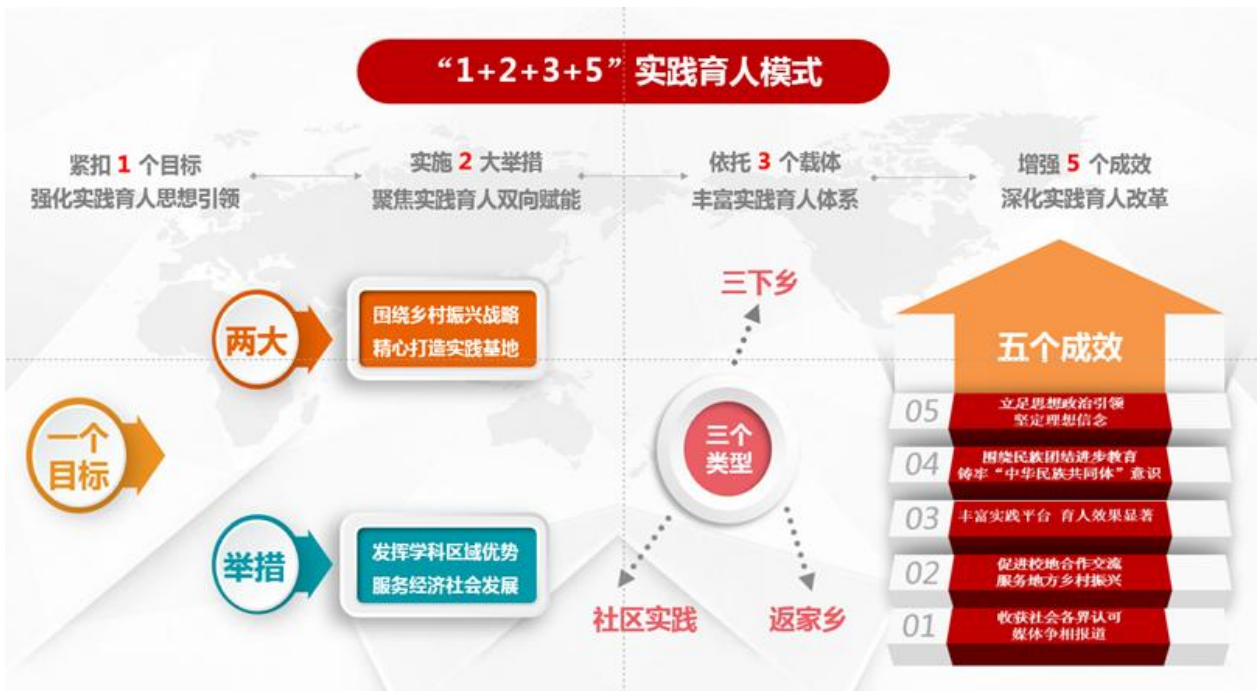 “1+2+3+5”实践育人模式
紧扣 1 个目标
强化实践育人思想引领
实施 2 大举措
聚焦实践育人双向赋能
依托 3 个载体
丰富实践育人体系
增强 5 个成效
深化实践育人改革
一个
目标
两大
围绕乡村振兴战略
精心打造实践基地
举措
发挥学科区域优势
服务经济社会发展
三下乡
三个
类型
社区实践
返家乡
五个成效
05
立足思想政治引领
坚定理想信念
04
围绕民族团结进步教育
铸牢“中华民族共同体”意识
03
丰富实践平台 育人效果显著
02
促进校地合作交流
服务地方乡村振兴
01
收获社会各界认可
媒体争相报道